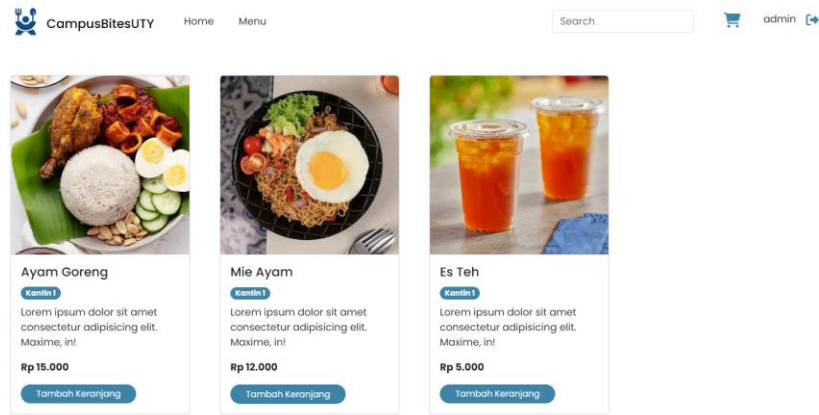 CampusBitesUTY
Home
Menu
Search
admin
Ayam Goreng
Kantin 1
Lorem ipsum dolor sit amet
consectetur adipisicing elit.
Maxime, in!
Rp 15.000
Tambah Keranjang
Mie Ayam
Kantin 1
Lorem ipsum dolor sit amet
consectetur adipisicing elit.
Maxime, in!
Rp 12.000
Tambah Keranjang
Es Teh
Kantin 1
Lorem ipsum dolor sit amet
consectetur adipisicing elit.
Maxime, in!
Rp 5.000
Tambah Keranjang